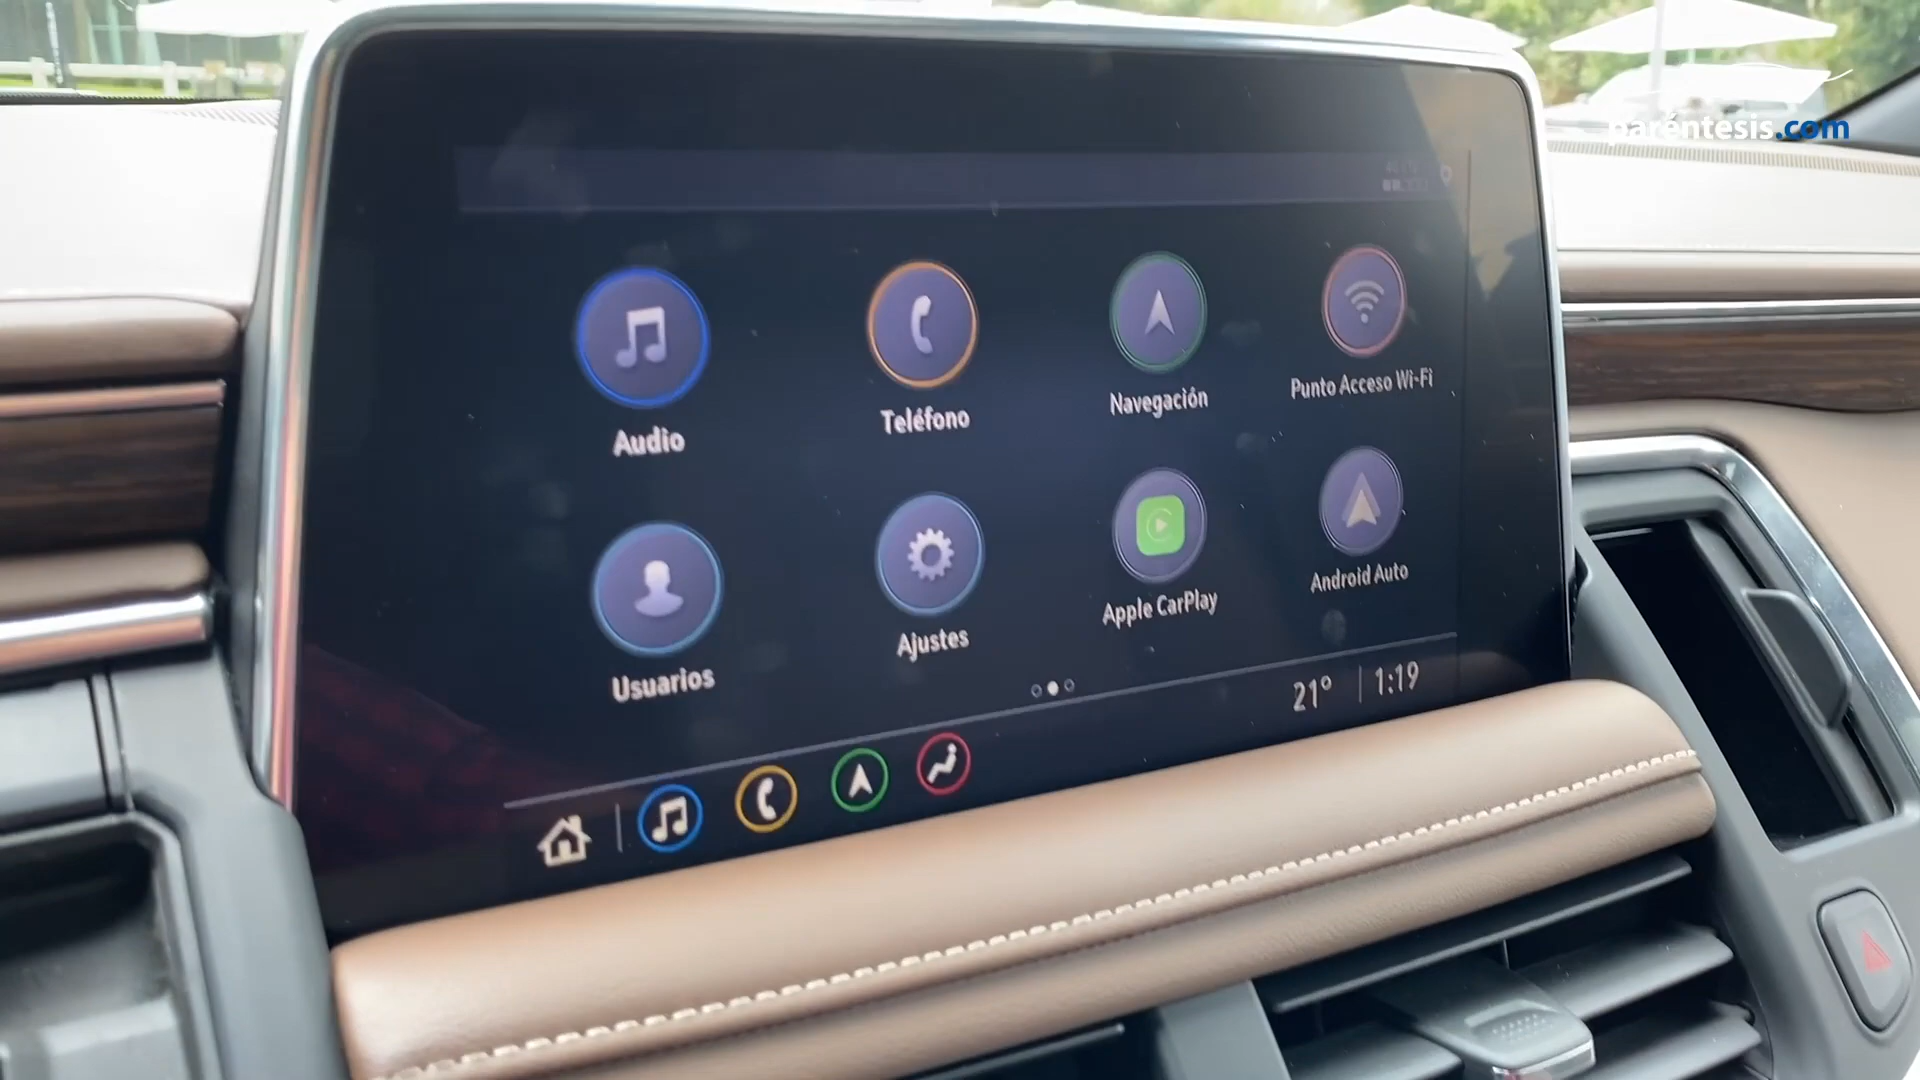 paréntesis.com
Audio
Teléfono
Navegación
Punto Acceso Wi-Fi
Usuarios
Ajustes
Apple CarPlay
Android Auto
21° 1:19